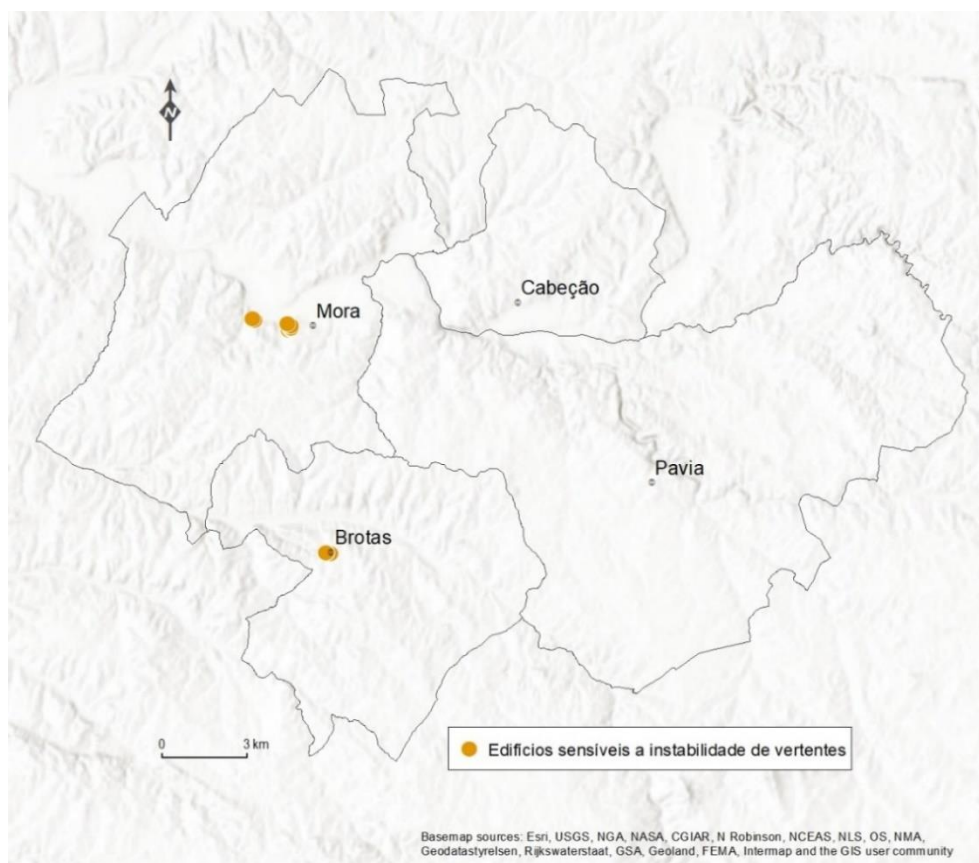 N
Cabeção
Mora
Pavia
Brotas
0 3 km
Edifícios sensíveis a instabilidade de vertentes
Basemap sources: Esri, USGS, NGA, NASA, CGIAR, N Robinson, NCEAS, NLS, OS, NMA,
Geodatastyrelsen, Rijkswaterstaat, GSA, Geoland, FEMA, Intermap and the GIS user community